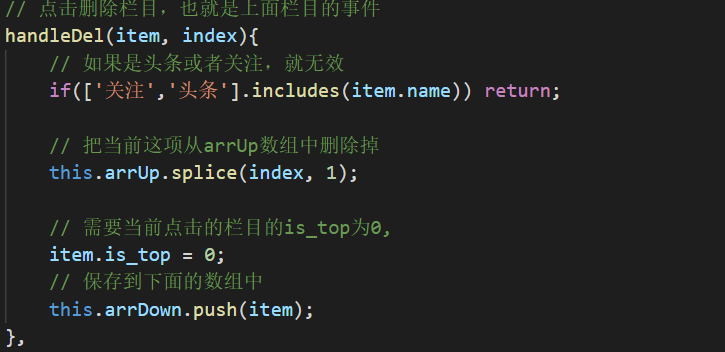 // 点击删除栏目，也就是上面栏目的事件
handleDel(item, index){
// 如果是头条或者关注，就无效
if(['关注','头条'].includes(item.name)) return;
// 把当前这项从arrUp数组中删除掉
this.arrUp.splice(index, 1);
// 需要当前点击的栏目的is_top为0,
item.is_top = 0;
// 保存到下面的数组中
this.arrDown.push(item);
},